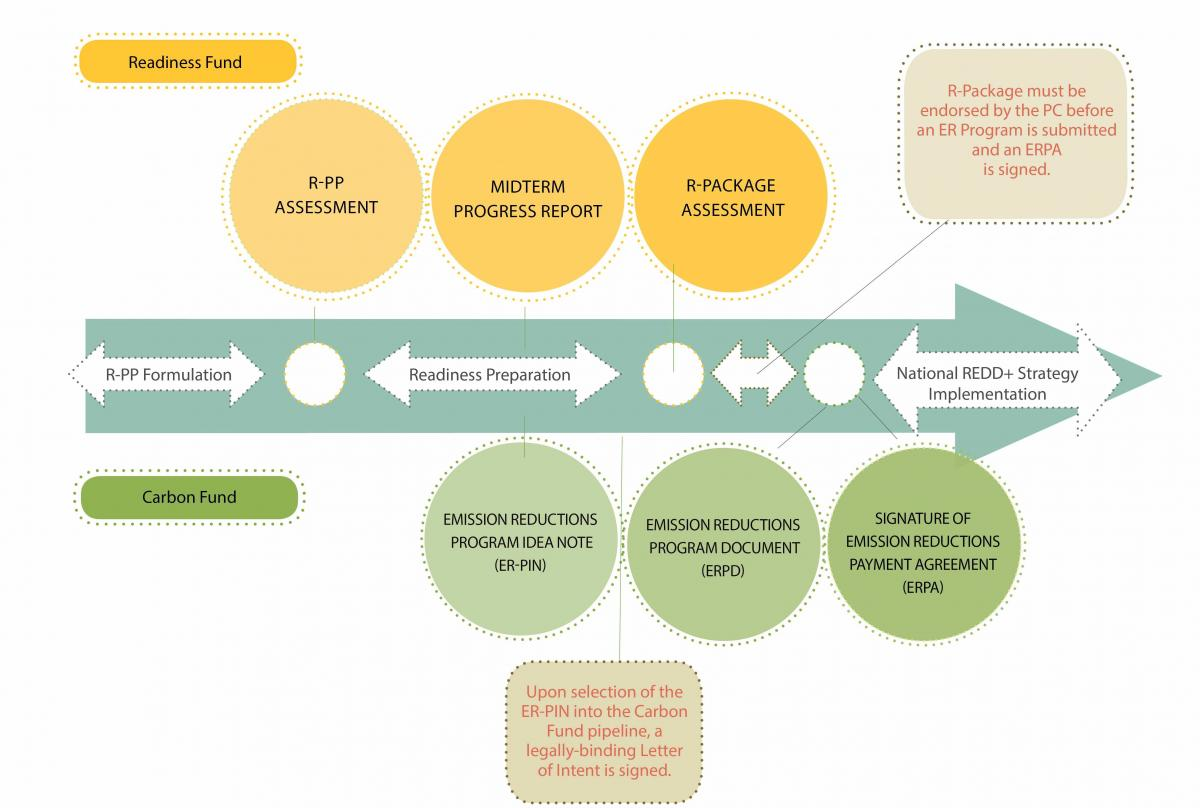 Readiness Fund
R-Package must be
endorsed by the PC before
an ER Program is submitted
and an ERPA
is signed.
R-PP
ASSESSMENT
MIDTERM
PROGRESS REPORT
R-PACKAGE
ASSESSMENT
R-PP Formulation
Readiness Preparation
National REDD+ Strategy
Implementation
Carbon Fund
EMISSION REDUCTIONS
PROGRAM IDEA NOTE
(ER-PIN)
EMISSION REDUCTIONS
PROGRAM DOCUMENT
(ERPD)
SIGNATURE OF
EMISSION REDUCTIONS
PAYMENT AGREEMENT
(ERPA)
Upon selection of the
ER-PIN into the Carbon
Fund pipeline, a
legally-binding Letter
of Intent is signed.